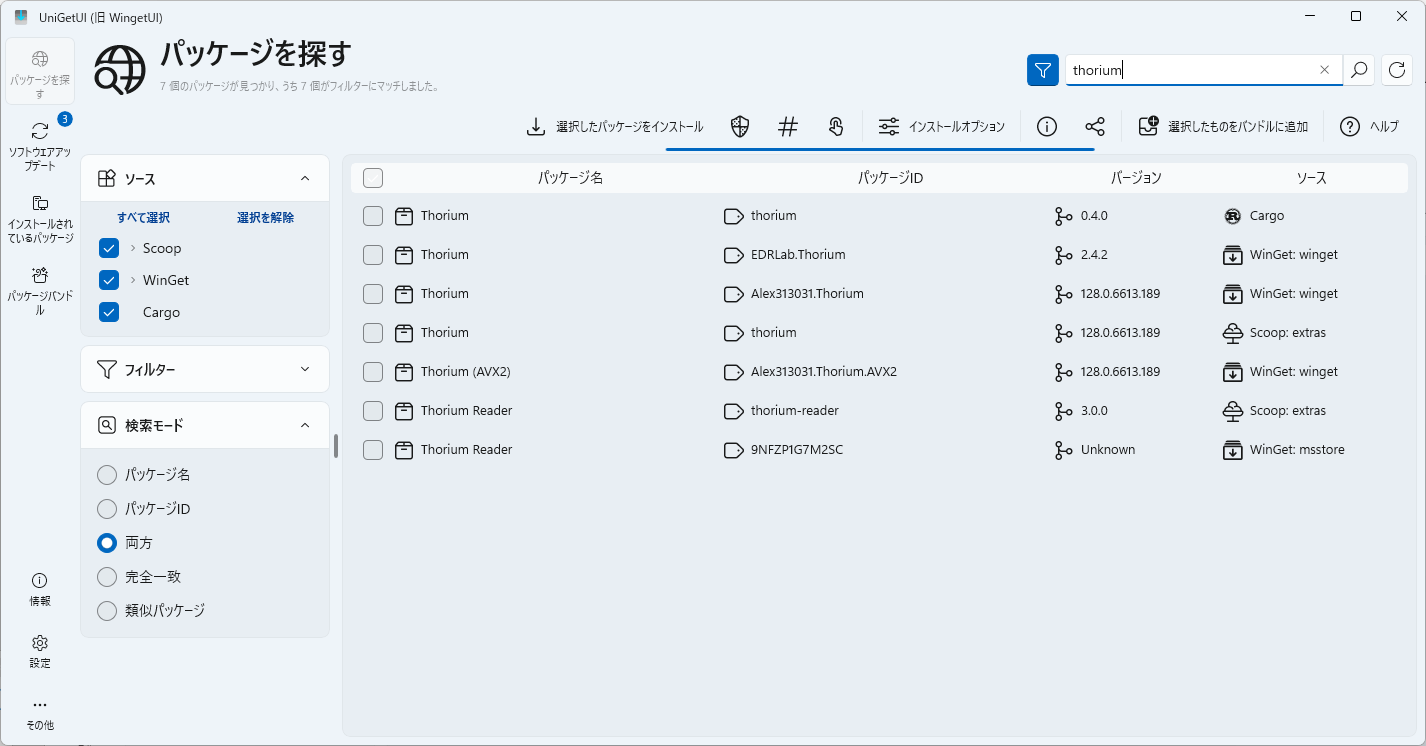 UniGetUI (旧 WingetUI)
パッケージを探す
3
ソフトウェアアップデート
インストールされているパッケージ
パッケージバンドル
情報
設定
その他
パッケージを探す
7 個のパッケージが見つかり、うち 7 個がフィルターにマッチしました。
thorium
選択したパッケージをインストール
インストールオプション
選択したものをバンドルに追加
ヘルプ
ソース
すべて選択 選択を解除
Scoop
WinGet
Cargo
フィルター
検索モード
パッケージ名
パッケージID
両方
完全一致
類似パッケージ
パッケージ名 パッケージID バージョン ソース
Thorium thorium 0.4.0 Cargo
Thorium EDRLab.Thorium 2.4.2 WinGet: winget
Thorium Alex313031.Thorium 128.0.6613.189 WinGet: winget
Thorium thorium 128.0.6613.189 Scoop: extras
Thorium (AVX2) Alex313031.Thorium.AVX2 128.0.6613.189 WinGet: winget
Thorium Reader thorium-reader 3.0.0 Scoop: extras
Thorium Reader 9NFZP1G7M2SC Unknown WinGet: msstore